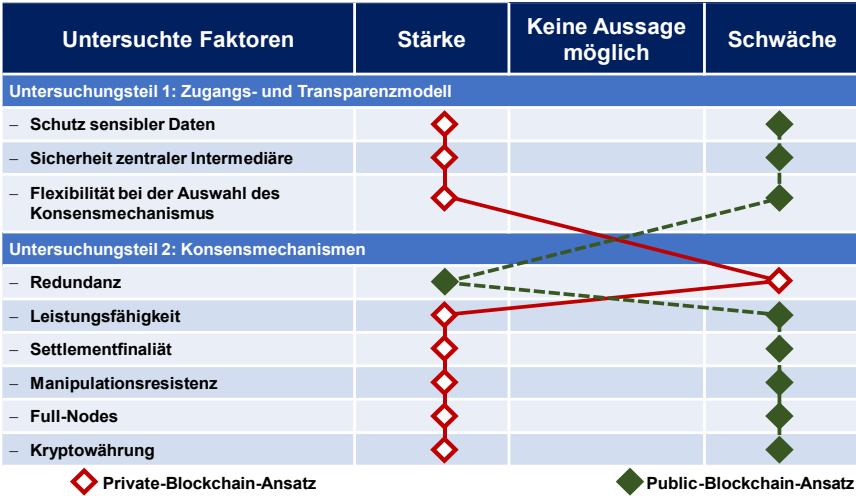 Untersuchte Faktoren
Stärke
Keine Aussage
möglich
Schwäche
Untersuchungsteil 1: Zugangs- und Transparenzmodell
– Schutz sensibler Daten
– Sicherheit zentraler Intermediäre
– Flexibilität bei der Auswahl des
Konsensmechanismus
Untersuchungsteil 2: Konsensmechanismen
– Redundanz
– Leistungsfähigkeit
– Settlementfinaliät
– Manipulationsresistenz
– Full-Nodes
– Kryptowährung
Private-Blockchain-Ansatz
Public-Blockchain-Ansatz